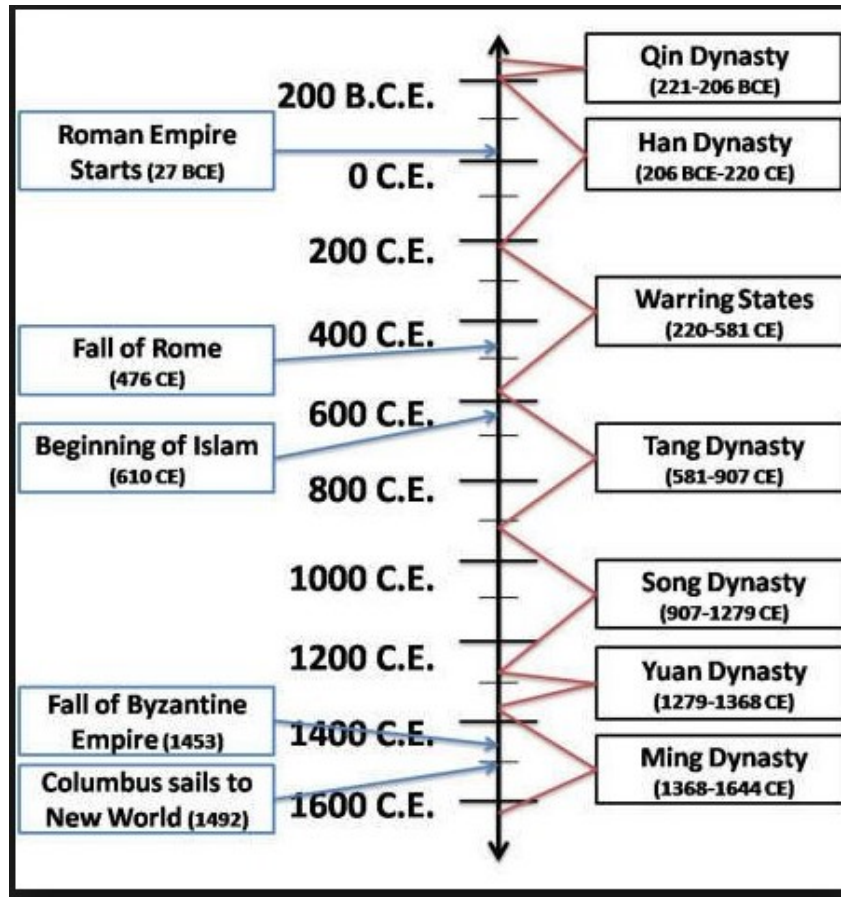 200 B.C.E.
0 C.E.
200 C.E.
400 C.E.
600 C.E.
800 C.E.
1000 C.E.
1200 C.E.
1400 C.E.
1600 C.E.
Roman Empire
Starts (27 BCE)
Fall of Rome
(476 CE)
Beginning of Islam
(610 CE)
Fall of Byzantine
Empire (1453)
Columbus sails to
New World (1492)
Qin Dynasty
(221-206 BCE)
Han Dynasty
(206 BCE-220 CE)
Warring States
(220-581 CE)
Tang Dynasty
(581-907 CE)
Song Dynasty
(907-1279 CE)
Yuan Dynasty
(1279-1368 CE)
Ming Dynasty
(1368-1644 CE)